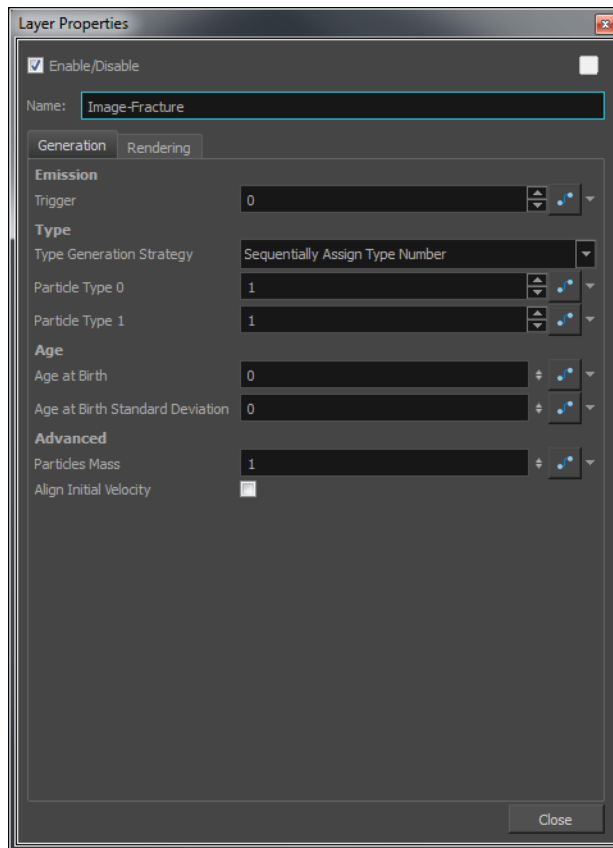 Layer Properties
Enable/Disable
Name: Image-Fracture
Generation Rendering
Emission
Trigger 0
Type
Type Generation Strategy Sequentially Assign Type Number
Particle Type 0 1
Particle Type 1 1
Age
Age at Birth 0
Age at Birth Standard Deviation 0
Advanced
Particles Mass 1
Align Initial Velocity
Close